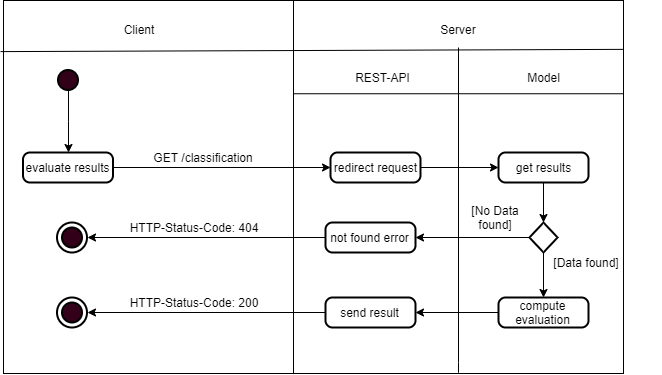 Client
Server
REST-API
Model
evaluate results
GET /classification
redirect request
get results
[No Data
found]
HTTP-Status-Code: 404
not found error
[Data found]
HTTP-Status-Code: 200
send result
compute
evaluation